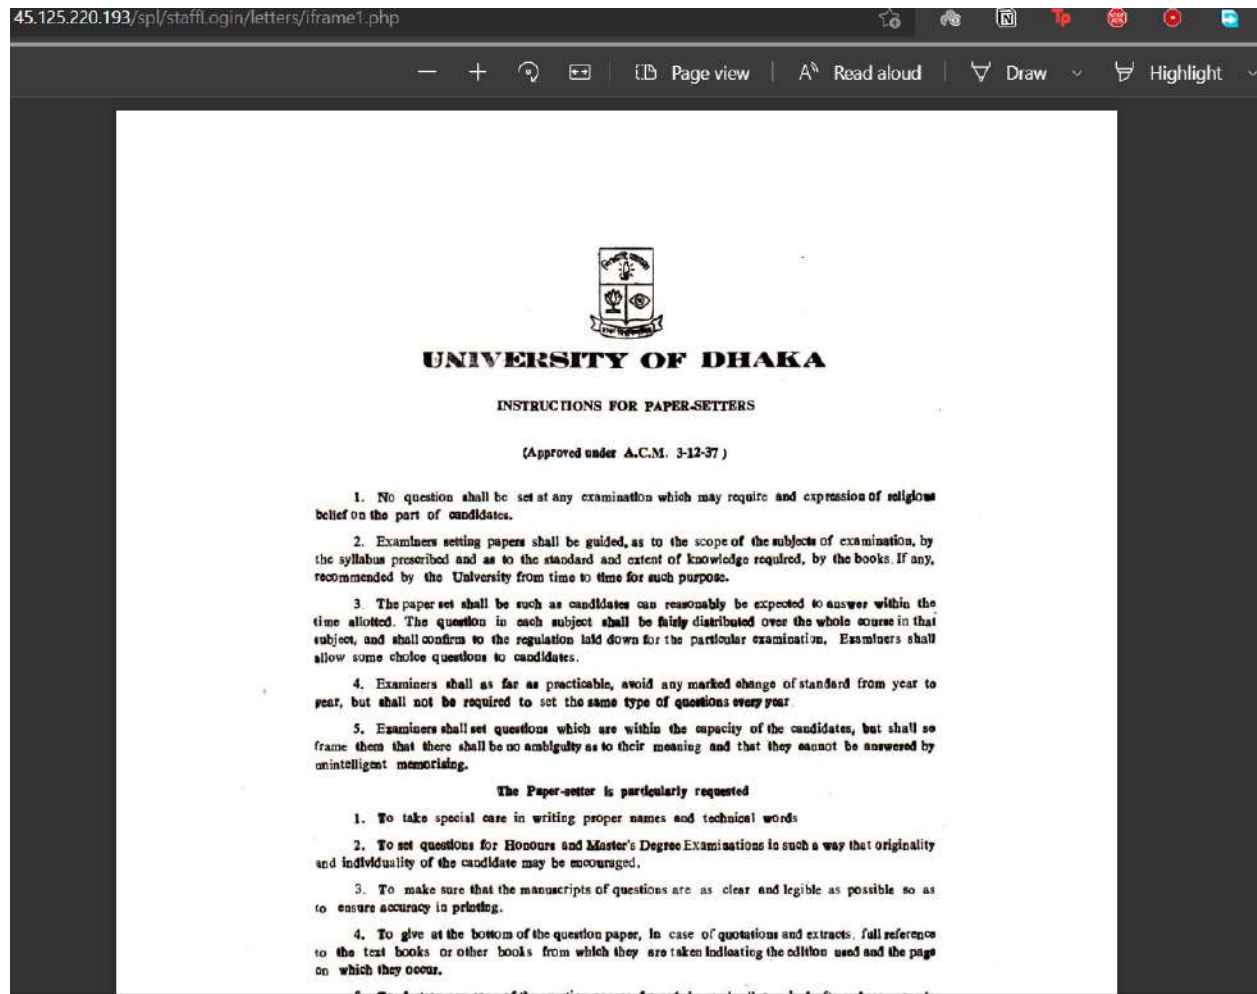 45.125.220.193/spl/staffLogin/letters/iframe1.php
Page view
Read aloud
Draw
Highlight
UNIVERSITY OF DHAKA
INSTRUCTIONS FOR PAPER-SETTERS
(Approved under A.C.M. 3-12-37 )
1. No question shall be set at any examination which may require and expression of religious
belief on the part of candidates.
2. Examiners setting papers shall be guided, as to the scope of the subjects of examination, by
the syllabus prescribed and as to the standard and extent of knowledge required, by the books. If any,
recommended by the University from time to time for such purpose.
3. The paper set shall be such as candidates can reasonably be expected to answer within the
time allotted. The question in each subject shall be fairly distributed over the whole course in that
subject, and shall confirm to the regulation laid down for the particular examination. Examiners shall
allow some choice questions to candidates.
4. Examiners shall as far as practicable, avoid any marked change of standard from year to
year, but shall not be required to set the same type of questions every year.
5. Examiners shall set questions which are within the capacity of the candidates, but shall so
frame them that there shall be no ambiguity as to their meaning and that they cannot be answered by
unintelligent memorising.
The Paper-setter is particularly requested
1. To take special care in writing proper names and technical words
2. To set questions for Honours and Master's Degree Examinations in such a way that originality
and individuality of the candidate may be encouraged.
3. To make sure that the manuscripts of questions are as clear and legible as possible so as
to ensure accuracy in printing.
4. To give at the bottom of the question paper, in case of quotations and extracts, full reference
to the text books or other books from which they are taken indicating the edition used and the page
on which they occur.